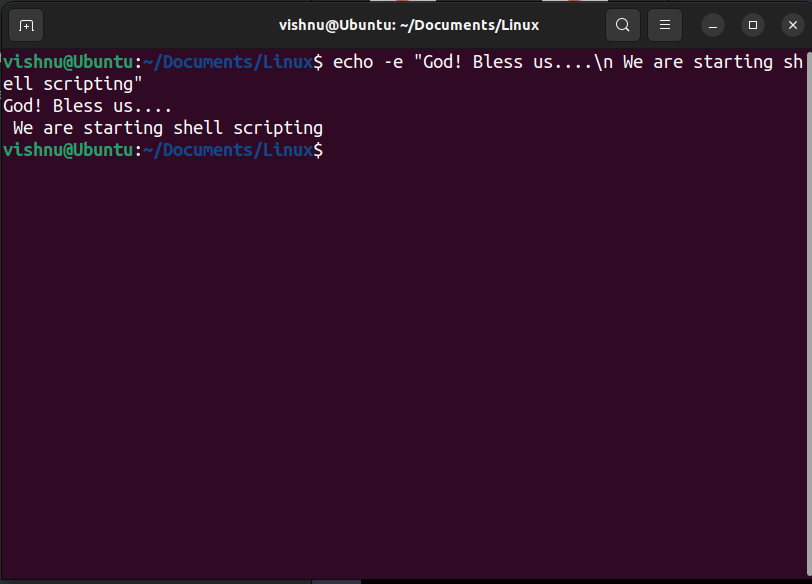 vishnu@Ubuntu: ~/Documents/Linux
vishnu@Ubuntu:~/Documents/Linux$ echo -e "God! Bless us....\n We are starting sh
ell scripting"
God! Bless us....
 We are starting shell scripting
vishnu@Ubuntu:~/Documents/Linux$